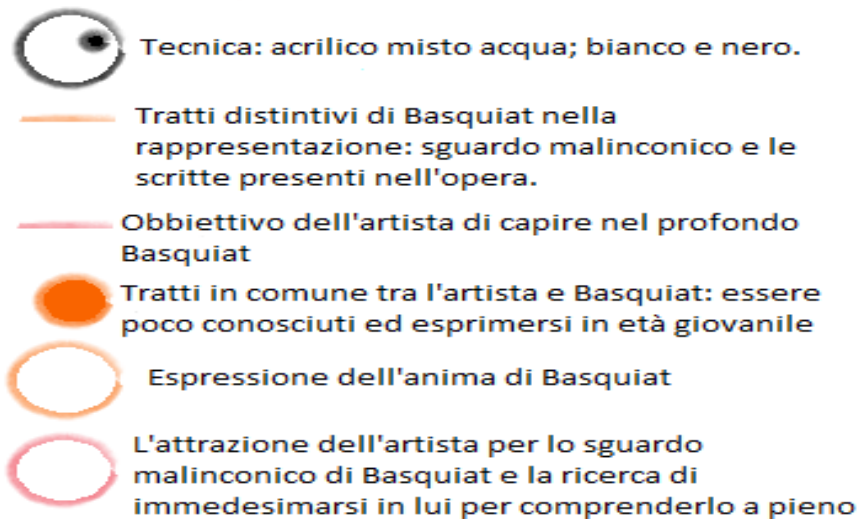 Tecnica: acrilico misto acqua; bianco e nero.
Tratti distintivi di Basquiat nella
rappresentazione: sguardo malinconico e le
scritte presenti nell'opera.
Obbiettivo dell'artista di capire nel profondo
Basquiat
Tratti in comune tra l'artista e Basquiat: essere
poco conosciuti ed esprimersi in età giovanile
Espressione dell'anima di Basquiat
L'attrazione dell'artista per lo sguardo
malinconico di Basquiat e la ricerca di
immedesimarsi in lui per comprenderlo a pieno